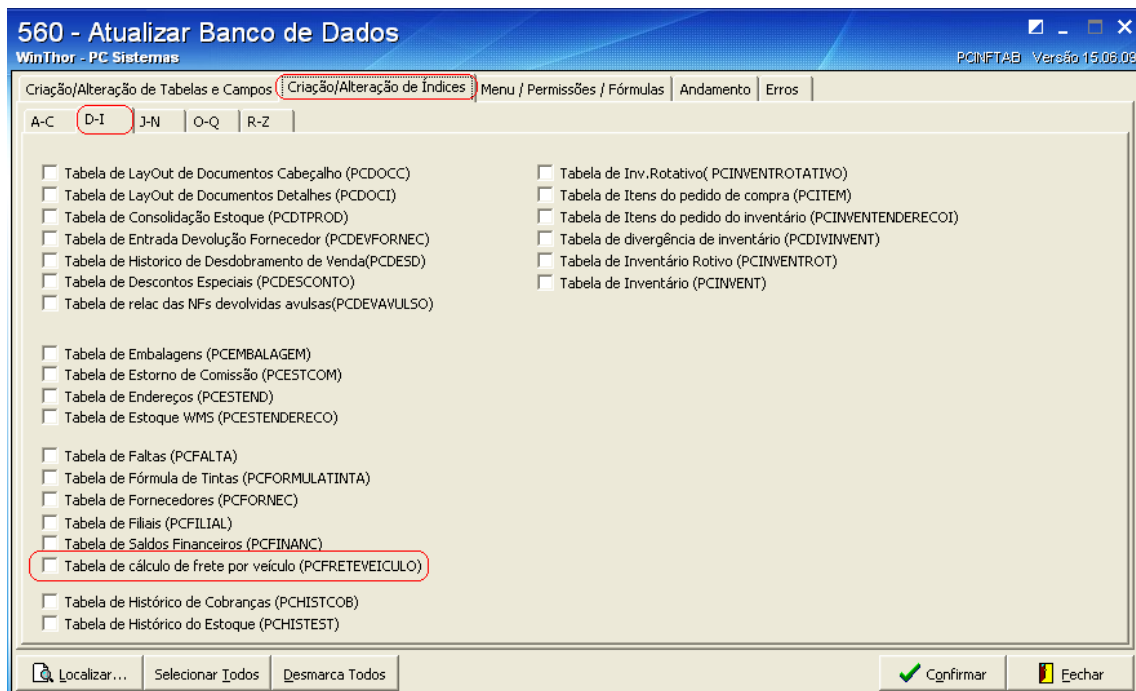 560 - Atualizar Banco de Dados
WinThor - PC Sistemas
PCINFTAB Versão 15.06.09
Criação/Alteração de Tabelas e Campos Criação/Alteração de Índices Menu / Permissões / Fórmulas Andamento Erros
A-C D-I J-N O-Q R-Z
Tabela de LayOut de Documentos Cabeçalho (PCDOCC)
Tabela de LayOut de Documentos Detalhes (PCDOCI)
Tabela de Consolidação Estoque (PCDTPROD)
Tabela de Entrada Devolução Fornecedor (PCDEVFORNEC)
Tabela de Historico de Desdobramento de Venda(PCDESD)
Tabela de Descontos Especiais (PCDESCONTO)
Tabela de relac das NFs devolvidas avulsas(PCDEVAVULSO)
Tabela de Embalagens (PCEMBALAGEM)
Tabela de Estorno de Comissão (PCESTCOM)
Tabela de Endereços (PCESTEND)
Tabela de Estoque WMS (PCESTENDERECO)
Tabela de Faltas (PCFALTA)
Tabela de Fórmula de Tintas (PCFORMULATINTA)
Tabela de Fornecedores (PCFORNEC)
Tabela de Filiais (PCFILIAL)
Tabela de Saldos Financeiros (PCFINANC)
Tabela de cálculo de frete por veículo (PCFRETEVEICULO)
Tabela de Histórico de Cobranças (PCHISTCOB)
Tabela de Histórico do Estoque (PCHISTEST)
Tabela de Inv.Rotativo( PCINVENTROTATIVO)
Tabela de Itens do pedido de compra (PCITEM)
Tabela de Itens do pedido do inventário (PCINVENTENDERECOI)
Tabela de divergência de inventário (PCDIVINVENT)
Tabela de Inventário Rotivo (PCINVENTROT)
Tabela de Inventário (PCINVENT)
Localizar... Selecionar Todos Desmarca Todos Confirmar Fechar